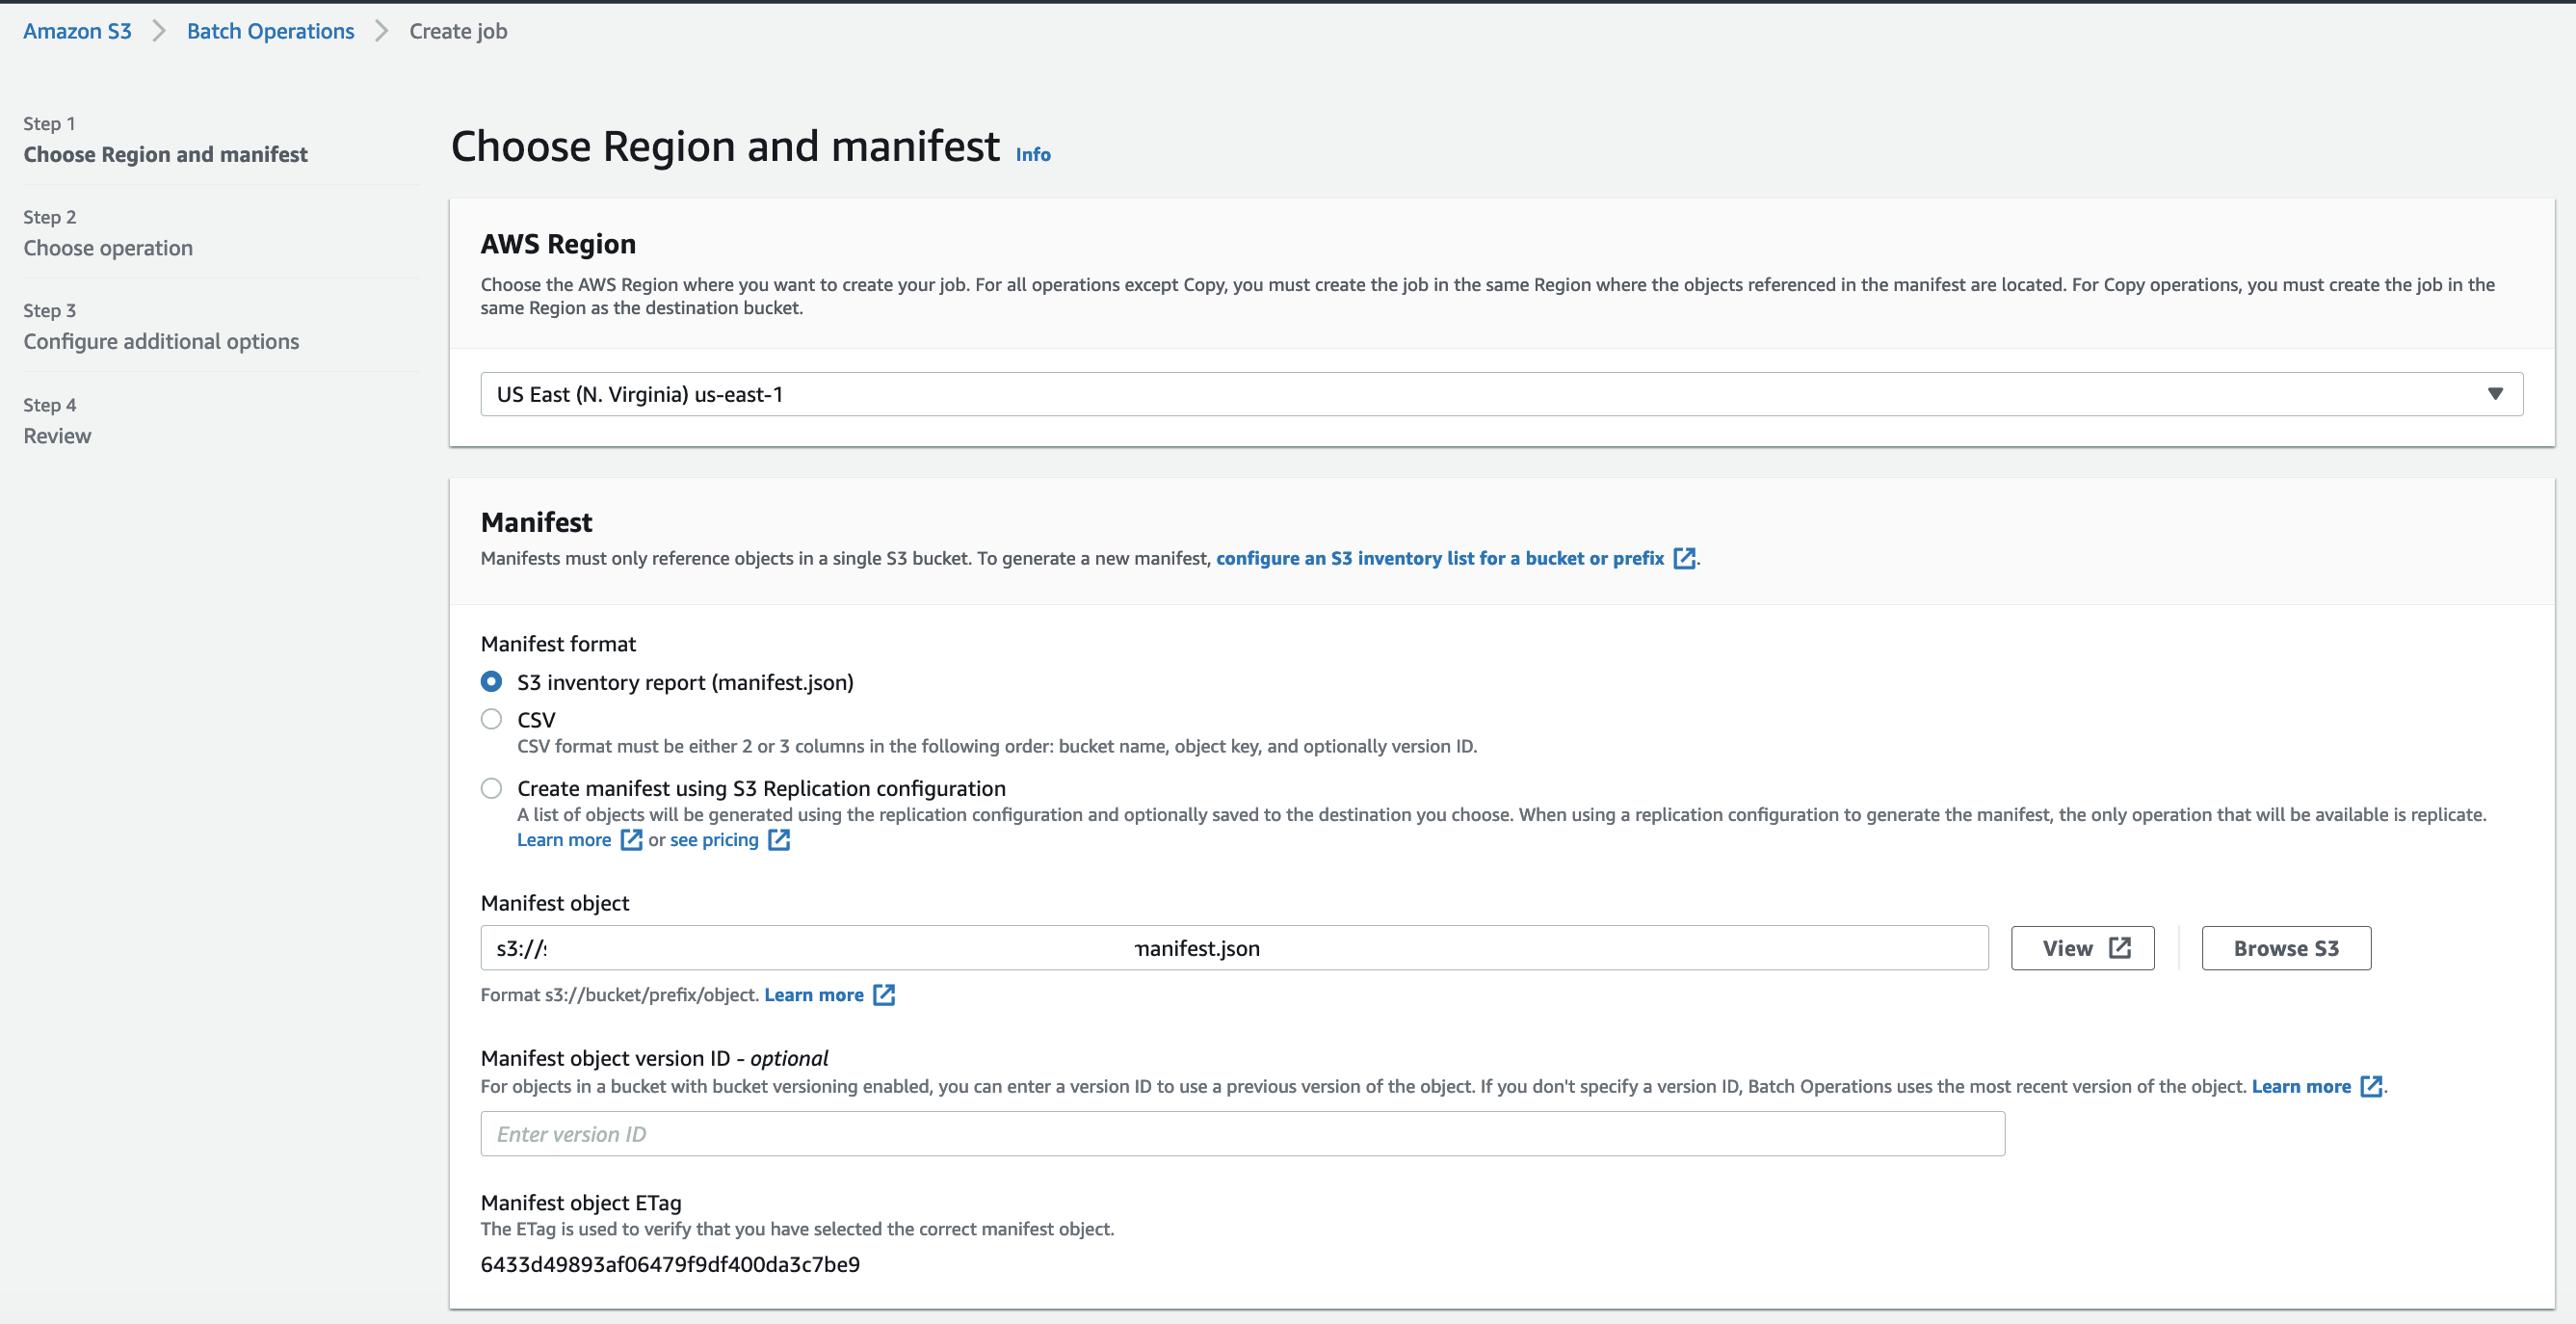 Amazon S3 > Batch Operations > Create job
Step 1
Choose Region and manifest
Step 2
Choose operation
Step 3
Configure additional options
Step 4
Review
Choose Region and manifest Info
AWS Region
Choose the AWS Region where you want to create your job. For all operations except Copy, you must create the job in the same Region where the objects referenced in the manifest are located. For Copy operations, you must create the job in the
same Region as the destination bucket.
US East (N. Virginia) us-east-1
Manifest
Manifests must only reference objects in a single S3 bucket. To generate a new manifest, configure an S3 inventory list for a bucket or prefix.
Manifest format
S3 inventory report (manifest.json)
CSV
CSV format must be either 2 or 3 columns in the following order: bucket name, object key, and optionally version ID.
Create manifest using S3 Replication configuration
A list of objects will be generated using the replication configuration and optionally saved to the destination you choose. When using a replication configuration to generate the manifest, the only operation that will be available is replicate.
Learn more or see pricing
Manifest object
s3:// manifest.json View Browse S3
Format s3://bucket/prefix/object. Learn more
Manifest object version ID - optional
For objects in a bucket with bucket versioning enabled, you can enter a version ID to use a previous version of the object. If you don't specify a version ID, Batch Operations uses the most recent version of the object. Learn more.
Enter version ID
Manifest object ETag
The ETag is used to verify that you have selected the correct manifest object.
6433d49893af06479f9df400da3c7be9